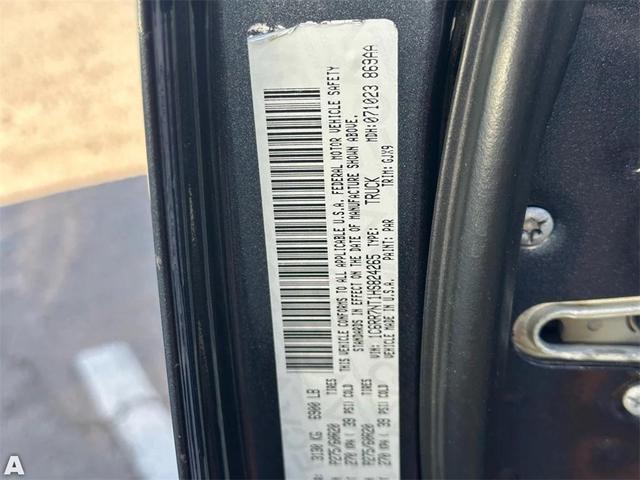 3130 KG 6900 LB
P275/60R20 TIRES
270 KPA ( 39 PSI) COLD
P275/60R20 TIRES
270 KPA ( 39 PSI) COLD
THIS VEHICLE CONFORMS TO ALL APPLICABLE U.S.A. FEDERAL MOTOR VEHICLE SAFETY
STANDARDS IN EFFECT ON THE DATE OF MANUFACTURE SHOWN ABOVE.
VIN: TYPE: TRUCK MDH:071023 869AA
VEHICLE MADE IN U.S.A. PAINT: PAR TRIM: GJX9
A